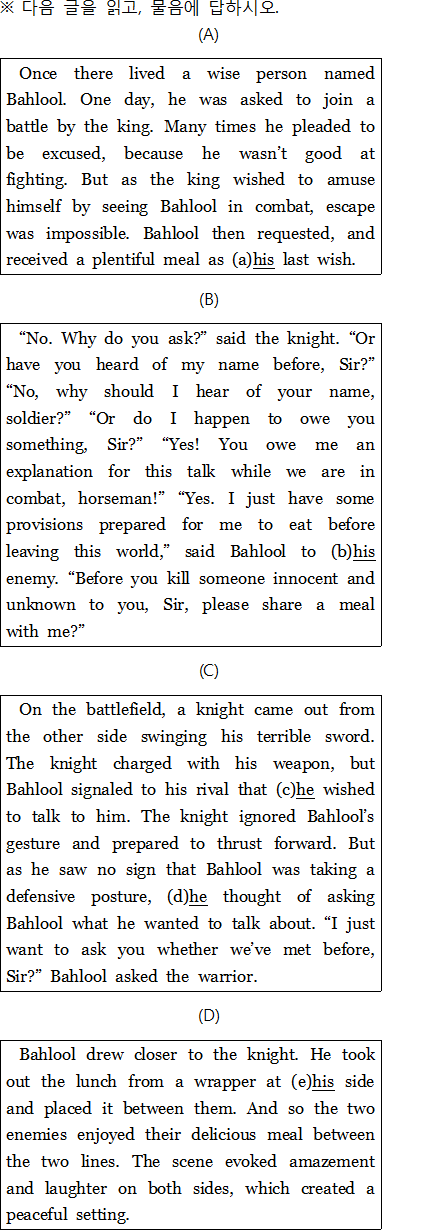 ※ 다음 글을 읽고, 물음에 답하시오.
(A)
Once there lived a wise person named
Bahlool. One day, he was asked to join a
battle by the king. Many times he pleaded to
be excused, because he wasn't good at
fighting. But as the king wished to amuse
himself by seeing Bahlool in combat, escape
was impossible. Bahlool then requested, and
received a plentiful meal as (a)his last wish.
(B)
“No. Why do you ask?” said the knight. “Or
have you heard of my name before, Sir?”
“No, why should I hear of your name,
soldier?” “Or do I happen to owe you
something, Sir?” “Yes! You owe me an
explanation for this talk while we are in
combat, horseman!” “Yes. I just have some
provisions prepared for me to eat before
leaving this world,” said Bahlool to (b)his
enemy. “Before you kill someone innocent and
unknown to you, Sir, please share a meal
with me?”
(C)
On the battlefield, a knight came out from
the other side swinging his terrible sword.
The knight charged with his weapon, but
Bahlool signaled to his rival that (c)he wished
to talk to him. The knight ignored Bahlool's
gesture and prepared to thrust forward. But
as he saw no sign that Bahlool was taking a
defensive posture, (d)he thought of asking
Bahlool what he wanted to talk about. “I just
want to ask you whether we've met before,
Sir?” Bahlool asked the warrior.
(D)
Bahlool drew closer to the knight. He took
out the lunch from a wrapper at (e)his side
and placed it between them. And so the two
enemies enjoyed their delicious meal between
the two lines. The scene evoked amazement
and laughter on both sides, which created a
peaceful setting.